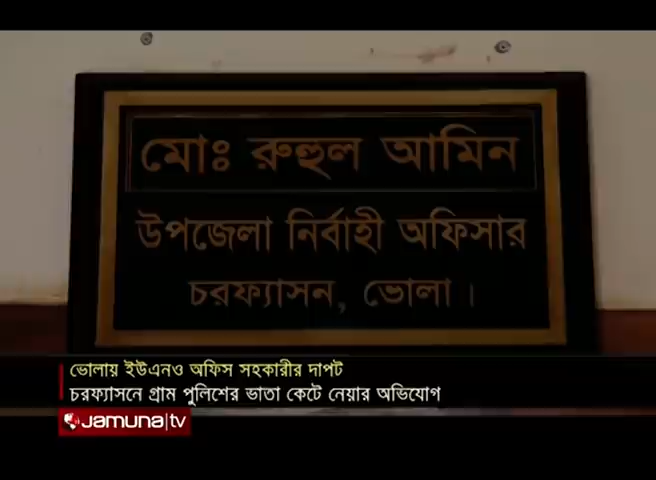 মোঃ রুহুল আমিন
উপজেলা নির্বাহী অফিসার
চরফ্যাসন, ভোলা।
ভোলায় ইউএনও অফিস সহকারীর দাপট
চরফ্যাসনে গ্রাম পুলিশের ভাতা কেটে নেয়ার অভিযোগ
Jamuna|tv